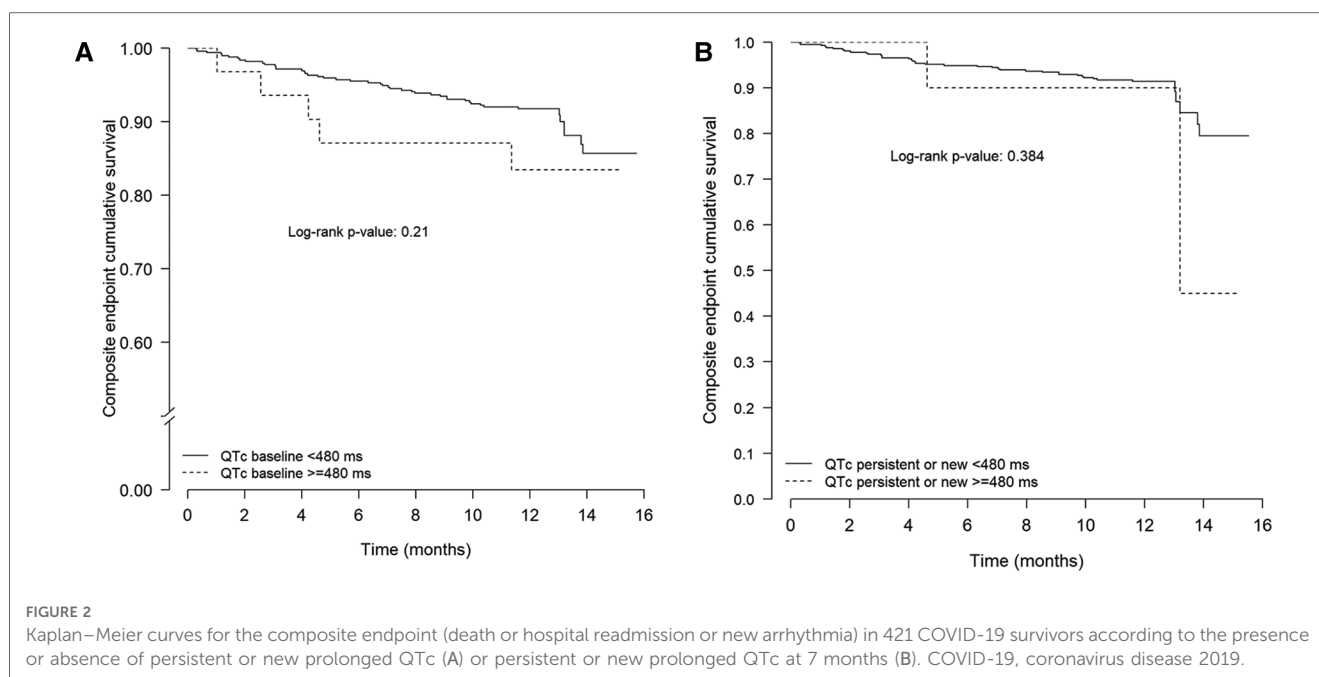 A
Composite endpoint cumulative survival
1.00
0.90
0.80
0.70
0.60
0.00
Log-rank p-value: 0.21
QTc baseline <480 ms
QTc baseline >=480 ms
0 2 4 6 8 10 12 14 16
Time (months)
B
Composite endpoint cumulative survival
1.0
0.9
0.8
0.7
0.6
0.5
0.4
0.3
0.2
0.1
0.0
Log-rank p-value: 0.384
QTc persistent or new <480 ms
QTc persistent or new >=480 ms
0 2 4 6 8 10 12 14 16
Time (months)
FIGURE 2
Kaplan–Meier curves for the composite endpoint (death or hospital readmission or new arrhythmia) in 421 COVID-19 survivors according to the presence
or absence of persistent or new prolonged QTc (A) or persistent or new prolonged QTc at 7 months (B). COVID-19, coronavirus disease 2019.